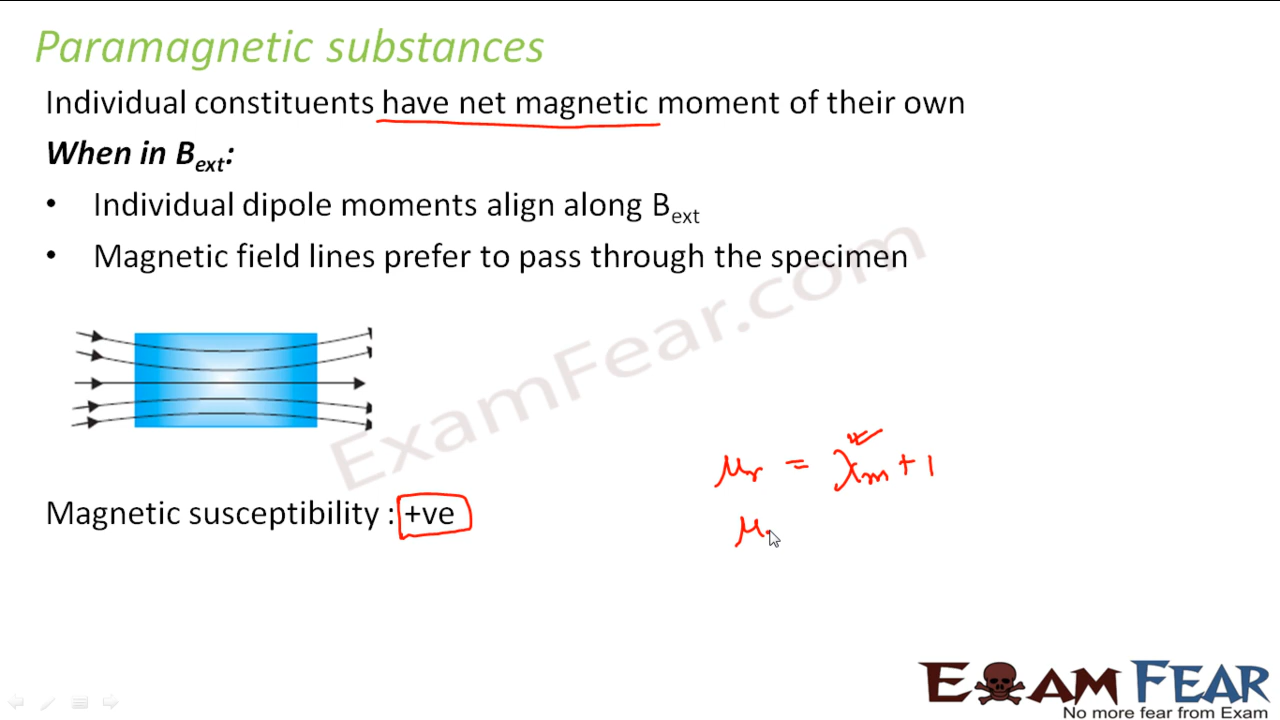 Paramagnetic substances
Individual constituents have net magnetic moment of their own
When in Bext:
• Individual dipole moments align along Bext
• Magnetic field lines prefer to pass through the specimen
ExamFear.com
μr = χm + 1
Magnetic susceptibility : +ve
μ
EXAM FEAR
No more fear from Exam